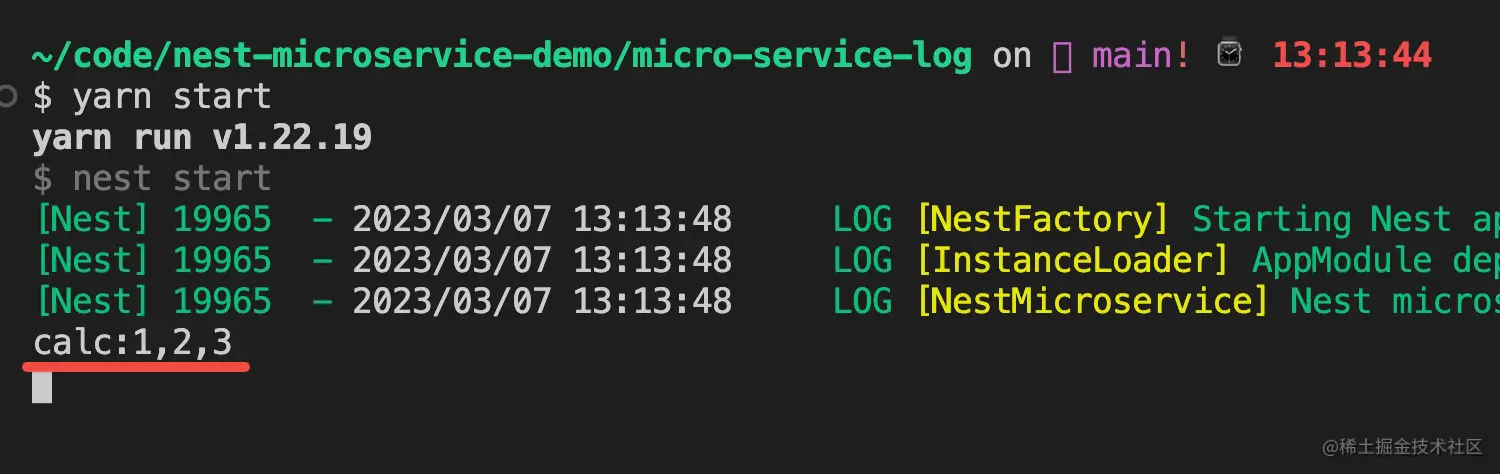 ~/code/nest-microservice-demo/micro-service-log on main! ⌚ 13:13:44
$ yarn start
yarn run v1.22.19
$ nest start
[Nest] 19965  - 2023/03/07 13:13:48     LOG [NestFactory] Starting Nest ap
[Nest] 19965  - 2023/03/07 13:13:48     LOG [InstanceLoader] AppModule dep
[Nest] 19965  - 2023/03/07 13:13:48     LOG [NestMicroservice] Nest micros
calc:1,2,3
@稀土掘金技术社区